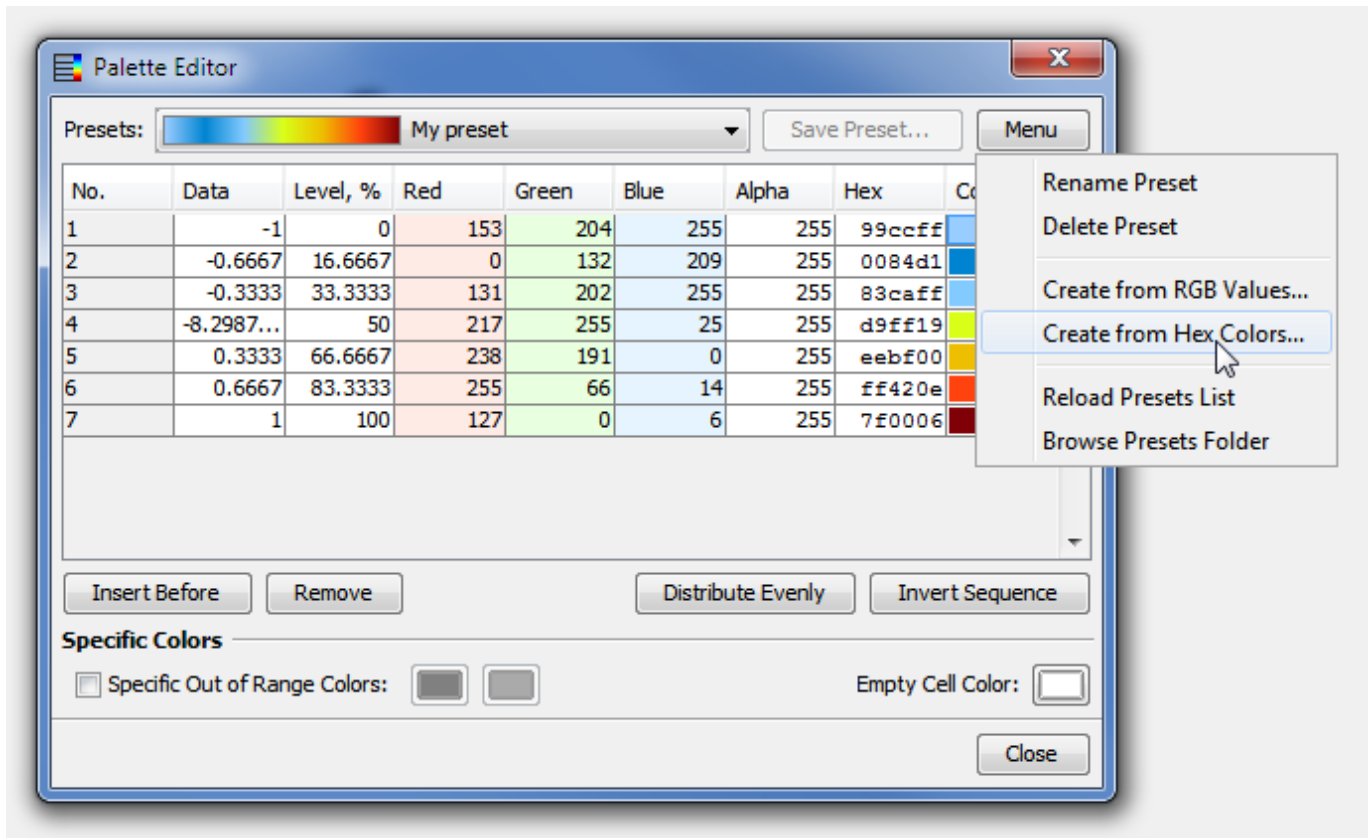 Palette Editor
Presets: My preset Save Preset... Menu
No. Data Level, % Red Green Blue Alpha Hex
1 -1 0 153 204 255 255 99ccff
2 -0.6667 16.6667 0 132 209 255 0084d1
3 -0.3333 33.3333 131 202 255 255 83caff
4 -8.2987... 50 217 255 25 255 d9ff19
5 0.3333 66.6667 238 191 0 255 eebf00
6 0.6667 83.3333 255 66 14 255 ff420e
7 1 100 127 0 6 255 7f0006
Rename Preset
Delete Preset
Create from RGB Values...
Create from Hex Colors...
Reload Presets List
Browse Presets Folder
Insert Before Remove Distribute Evenly Invert Sequence
Specific Colors
Specific Out of Range Colors: Empty Cell Color:
Close